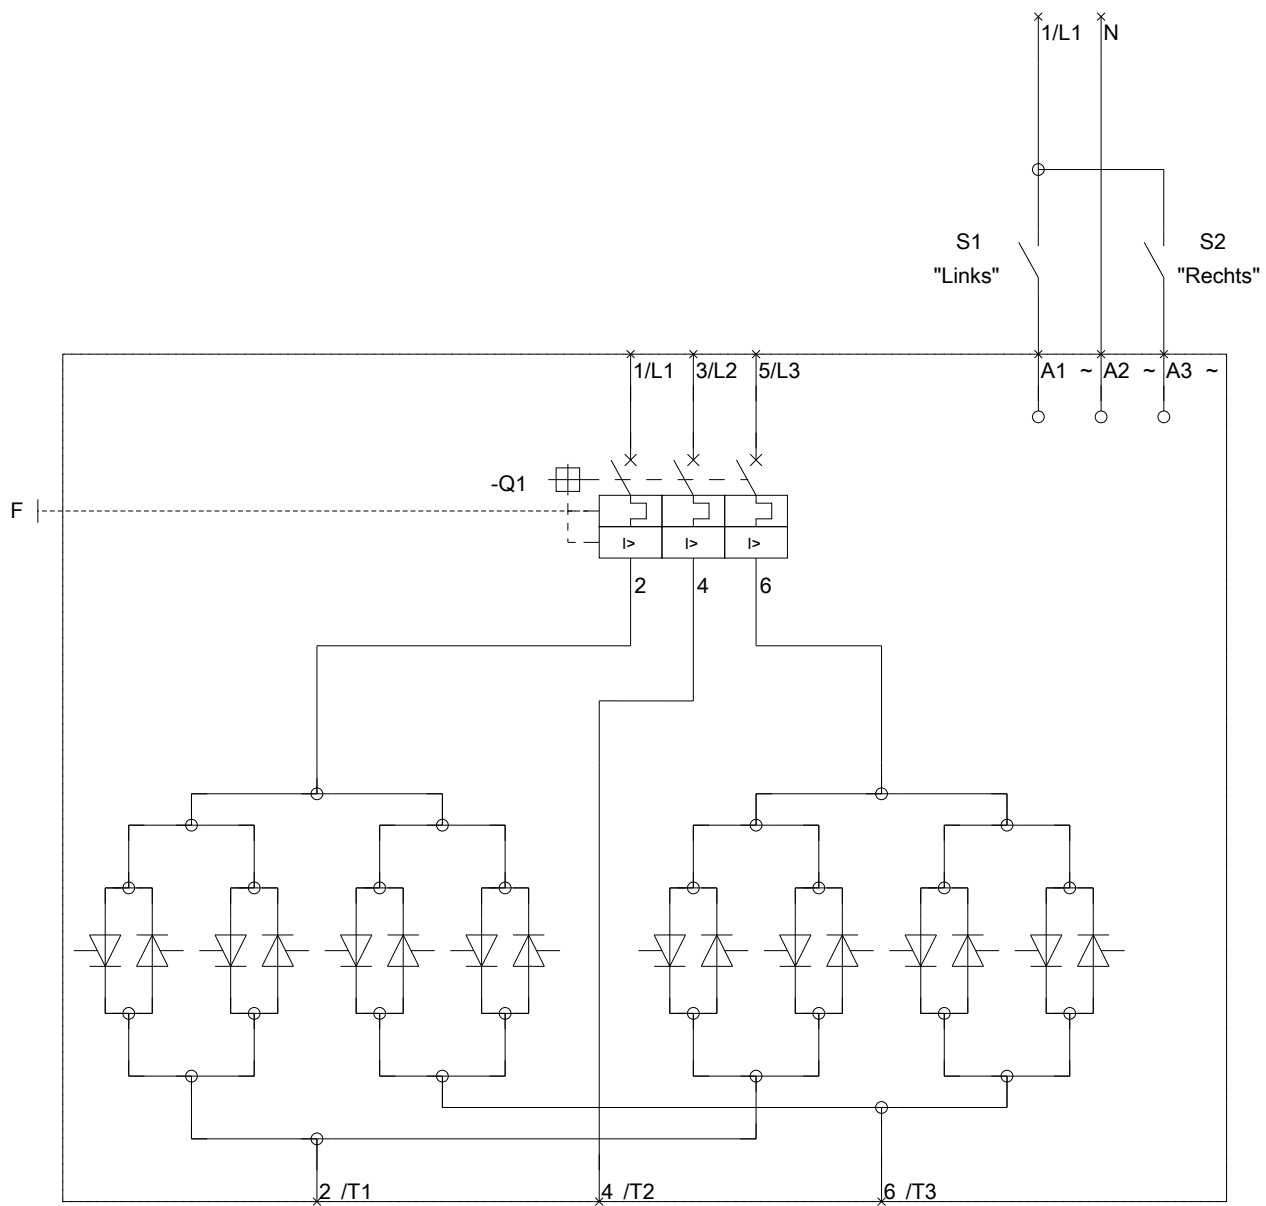 1/L1 N
S1 S2
"Links" "Rechts"
1/L1 3/L2 5/L3 A1 ~ A2 ~ A3 ~
-Q1
F
I> I> I>
2 4 6
2 /T1 4 /T2 6 /T3